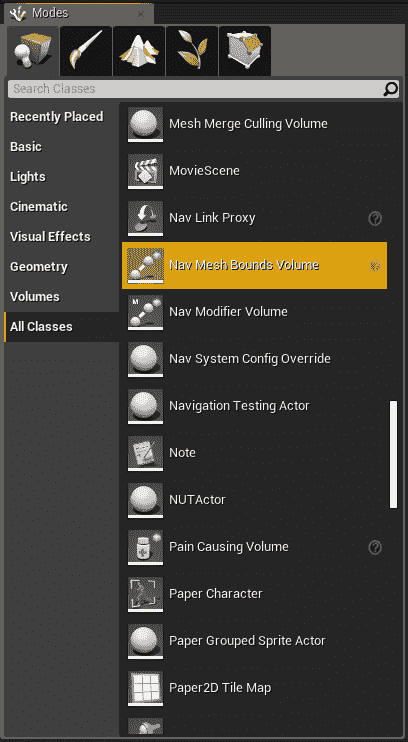 Modes
Search Classes
Recently Placed
Basic
Lights
Cinematic
Visual Effects
Geometry
Volumes
All Classes
Mesh Merge Culling Volume
MovieScene
Nav Link Proxy
Nav Mesh Bounds Volume
Nav Modifier Volume
Nav System Config Override
Navigation Testing Actor
Note
NUTActor
Pain Causing Volume
Paper Character
Paper Grouped Sprite Actor
Paper2D Tile Map